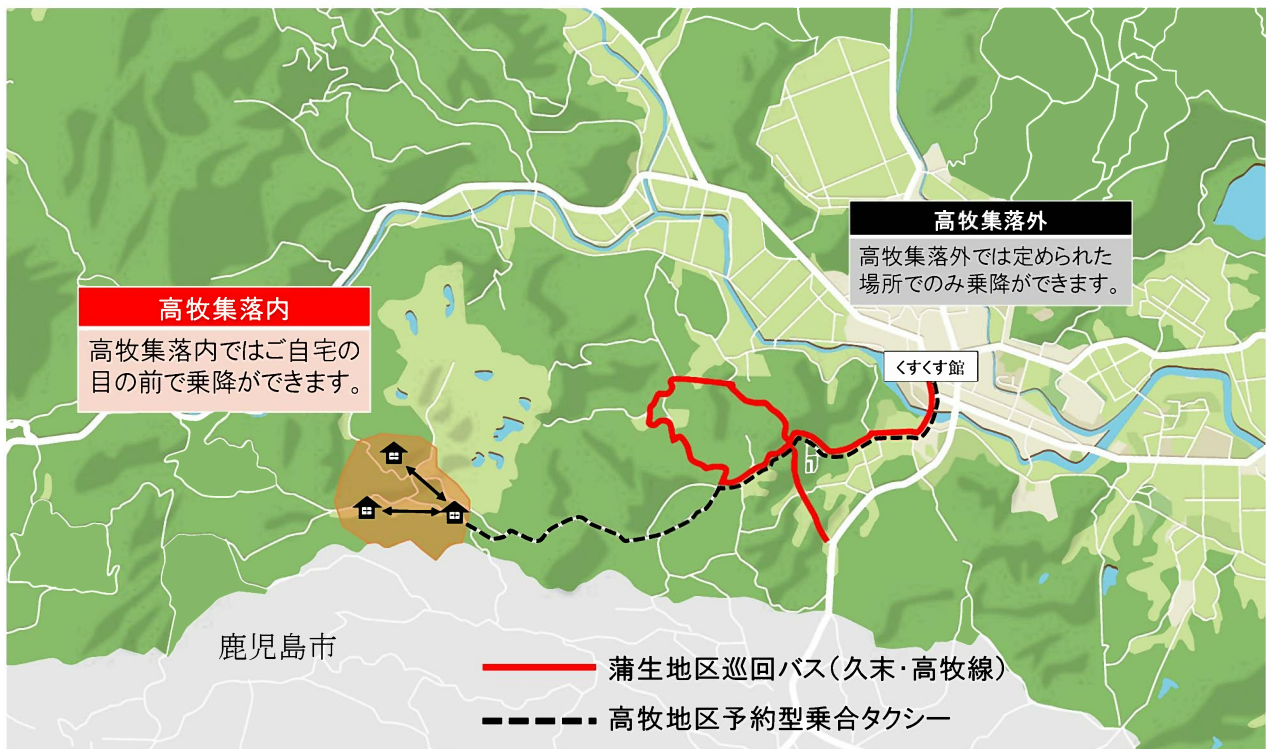 高牧集落外
高牧集落外では定められた
場所でのみ乗降ができます。
高牧集落内
高牧集落内ではご自宅の
目の前で乗降ができます。
くすくす館
鹿児島市
蒲生地区巡回バス(久末・高牧線)
高牧地区予約型乗合タクシー